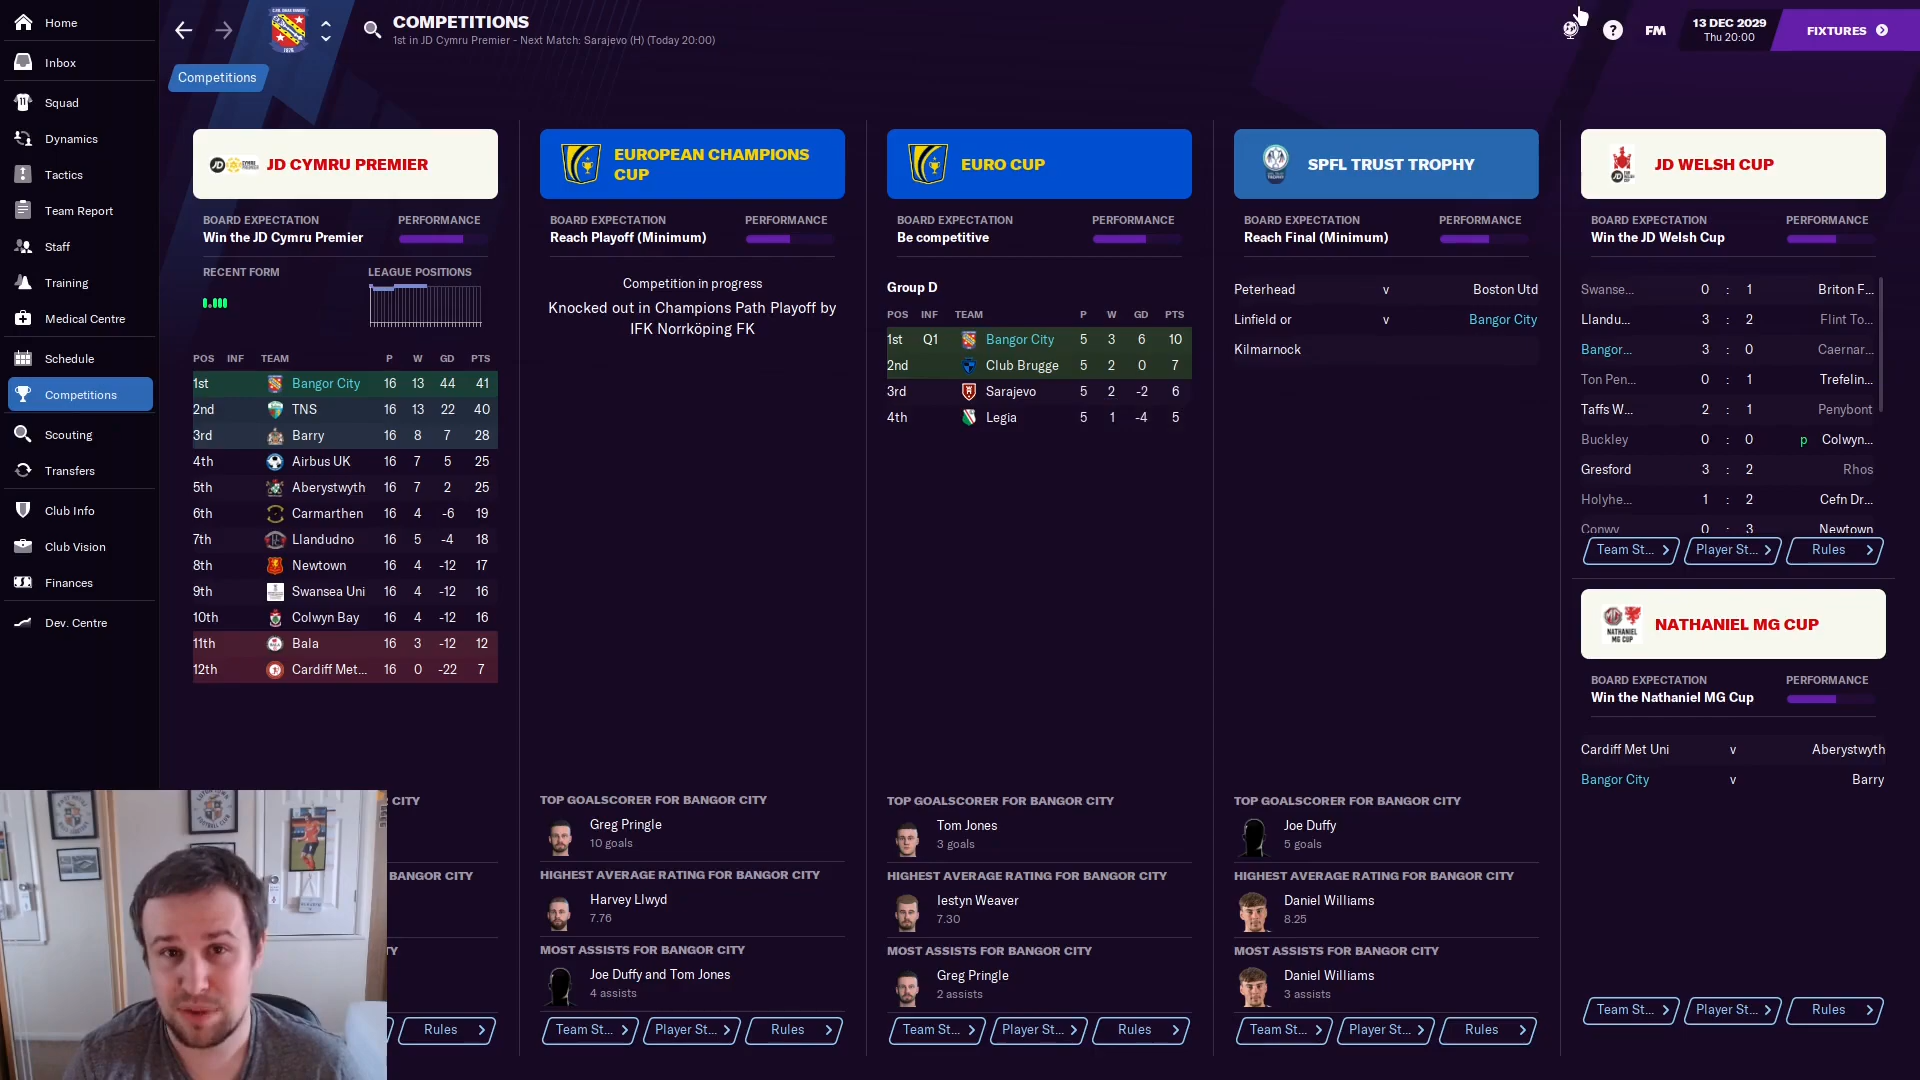 Home
Inbox
Squad
Dynamics
Tactics
Team Report
Staff
Training
Medical Centre
Schedule
Competitions
Scouting
Transfers
Club Info
Club Vision
Finances
Dev. Centre
COMPETITIONS
1st in JD Cymru Premier - Next Match: Sarajevo (H) (Today 20:00)
FM
13 DEC 2029
Thu 20:00
FIXTURES
Competitions
JD CYMRU PREMIER
BOARD EXPECTATION PERFORMANCE
Win the JD Cymru Premier
RECENT FORM LEAGUE POSITIONS
POS INF TEAM P W GD PTS
1st Bangor City 16 13 44 41
2nd TNS 16 13 22 40
3rd Barry 16 8 7 28
4th Airbus UK 16 7 5 25
5th Aberystwyth 16 7 2 25
6th Carmarthen 16 4 -6 19
7th Llandudno 16 5 -4 18
8th Newtown 16 4 -12 17
9th Swansea Uni 16 4 -12 16
10th Colwyn Bay 16 4 -12 16
11th Bala 16 3 -12 12
12th Cardiff Met... 16 0 -22 7
CITY
BANGOR CITY
Rules
EUROPEAN CHAMPIONS
CUP
BOARD EXPECTATION PERFORMANCE
Reach Playoff (Minimum)
Competition in progress
Knocked out in Champions Path Playoff by
IFK Norrköping FK
TOP GOALSCORER FOR BANGOR CITY
Greg Pringle
10 goals
HIGHEST AVERAGE RATING FOR BANGOR CITY
Harvey Llwyd
7.76
MOST ASSISTS FOR BANGOR CITY
Joe Duffy and Tom Jones
4 assists
Team St... Player St... Rules
EURO CUP
BOARD EXPECTATION PERFORMANCE
Be competitive
Group D
POS INF TEAM P W GD PTS
1st Q1 Bangor City 5 3 6 10
2nd Club Brugge 5 2 0 7
3rd Sarajevo 5 2 -2 6
4th Legia 5 1 -4 5
TOP GOALSCORER FOR BANGOR CITY
Tom Jones
3 goals
HIGHEST AVERAGE RATING FOR BANGOR CITY
Iestyn Weaver
7.30
MOST ASSISTS FOR BANGOR CITY
Greg Pringle
2 assists
Team St... Player St... Rules
SPFL TRUST TROPHY
BOARD EXPECTATION PERFORMANCE
Reach Final (Minimum)
Peterhead v Boston Utd
Linfield or v Bangor City
Kilmarnock
TOP GOALSCORER FOR BANGOR CITY
Joe Duffy
5 goals
HIGHEST AVERAGE RATING FOR BANGOR CITY
Daniel Williams
8.25
MOST ASSISTS FOR BANGOR CITY
Daniel Williams
3 assists
Team St... Player St... Rules
JD WELSH CUP
BOARD EXPECTATION PERFORMANCE
Win the JD Welsh Cup
Swanse... 0 : 1 Briton F...
Llandu... 3 : 2 Flint To...
Bangor... 3 : 0 Caernar...
Ton Pen... 0 : 1 Trefelin...
Taffs W... 2 : 1 Penybont
Buckley 0 : 0 p Colwyn...
Gresford 3 : 2 Rhos
Holyhe... 1 : 2 Cefn Dr...
Conwy 0 : 3 Newtown
Team St... Player St... Rules
NATHANIEL MG CUP
BOARD EXPECTATION PERFORMANCE
Win the Nathaniel MG Cup
Cardiff Met Uni v Aberystwyth
Bangor City v Barry
Team St... Player St... Rules